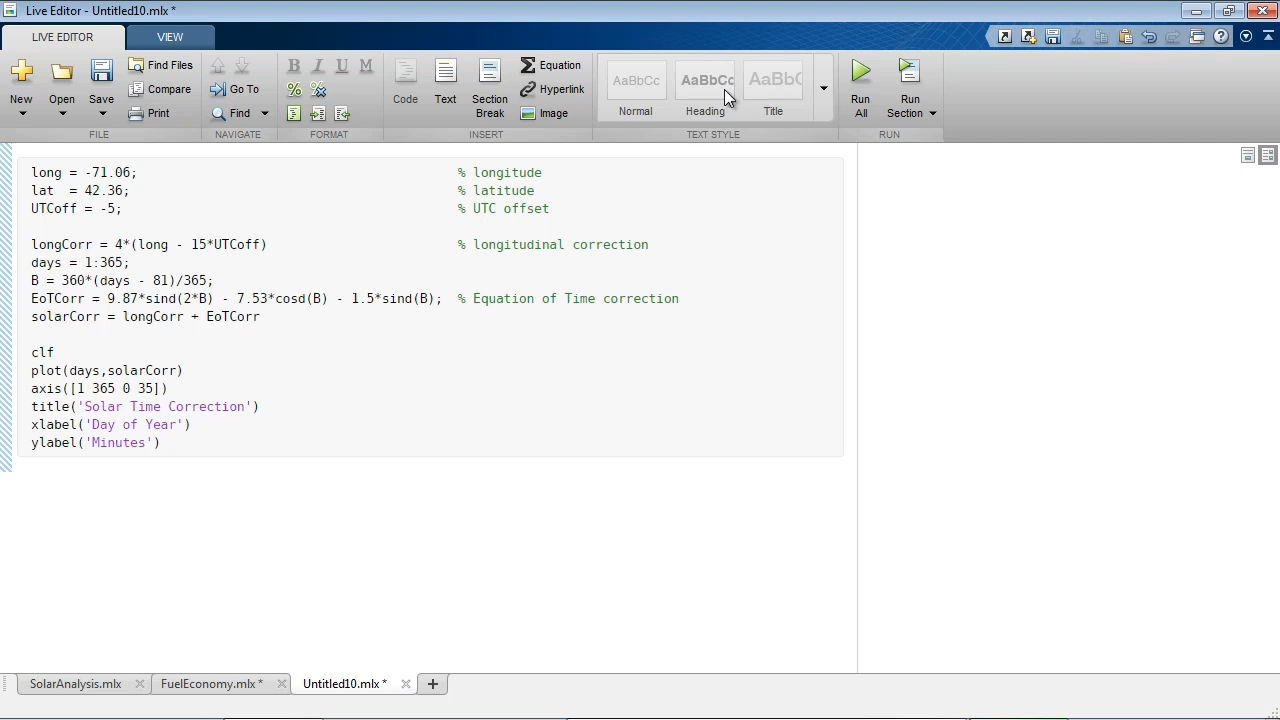 Live Editor - Untitled10.mlx *
LIVE EDITOR
VIEW
New
Open
Save
Find Files
Compare
Print
FILE
Go To
Find
NAVIGATE
B I U M
FORMAT
Code
Text
Section Break
Equation
Hyperlink
Image
INSERT
AaBbCc
Normal
AaBbCc
Heading
AaBbC
Title
TEXT STYLE
Run All
Run Section
RUN
long = -71.06; % longitude
lat  = 42.36; % latitude
UTCoff = -5; % UTC offset
longCorr = 4*(long - 15*UTCoff) % longitudinal correction
days = 1:365;
B = 360*(days - 81)/365;
EoTCorr = 9.87*sind(2*B) - 7.53*cosd(B) - 1.5*sind(B); % Equation of Time correction
solarCorr = longCorr + EoTCorr
clf
plot(days,solarCorr)
axis([1 365 0 35])
title('Solar Time Correction')
xlabel('Day of Year')
ylabel('Minutes')
SolarAnalysis.mlx
FuelEconomy.mlx *
Untitled10.mlx *